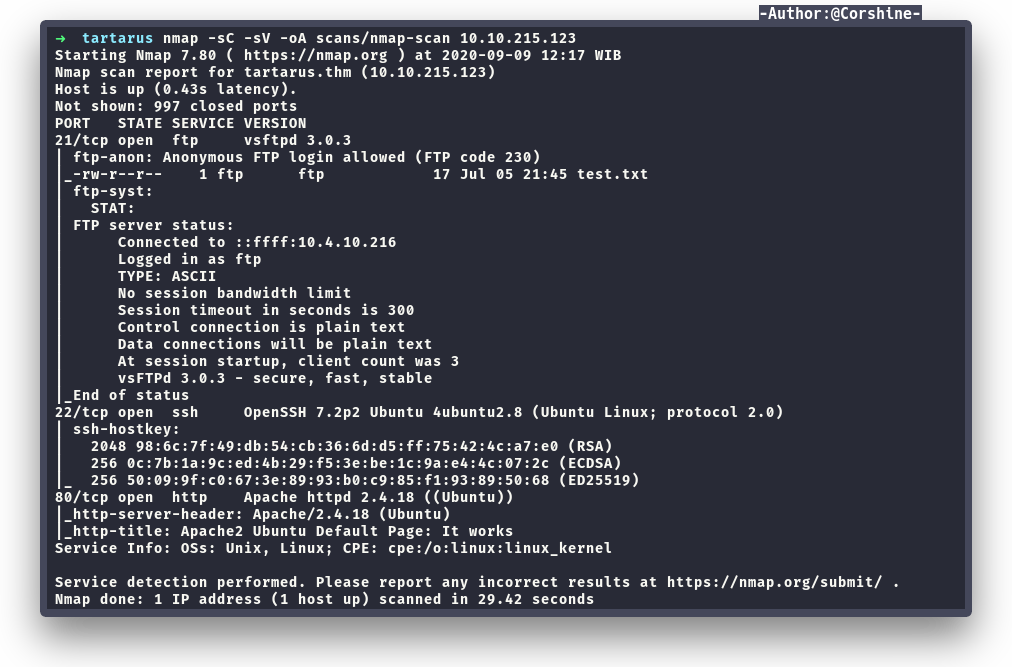 -Author:@Corshine-
➜  tartarus nmap -sC -sV -oA scans/nmap-scan 10.10.215.123
Starting Nmap 7.80 ( https://nmap.org ) at 2020-09-09 12:17 WIB
Nmap scan report for tartarus.thm (10.10.215.123)
Host is up (0.43s latency).
Not shown: 997 closed ports
PORT   STATE SERVICE VERSION
21/tcp open  ftp     vsftpd 3.0.3
| ftp-anon: Anonymous FTP login allowed (FTP code 230)
|_-rw-r--r--    1 ftp      ftp            17 Jul 05 21:45 test.txt
| ftp-syst:
|   STAT:
| FTP server status:
|      Connected to ::ffff:10.4.10.216
|      Logged in as ftp
|      TYPE: ASCII
|      No session bandwidth limit
|      Session timeout in seconds is 300
|      Control connection is plain text
|      Data connections will be plain text
|      At session startup, client count was 3
|      vsFTPd 3.0.3 - secure, fast, stable
|_End of status
22/tcp open  ssh     OpenSSH 7.2p2 Ubuntu 4ubuntu2.8 (Ubuntu Linux; protocol 2.0)
| ssh-hostkey:
|   2048 98:6c:7f:49:db:54:cb:36:6d:d5:ff:75:42:4c:a7:e0 (RSA)
|   256 0c:7b:1a:9c:ed:4b:29:f5:3e:be:1c:9a:e4:4c:07:2c (ECDSA)
|_  256 50:09:9f:c0:67:3e:89:93:b0:c9:85:f1:93:89:50:68 (ED25519)
80/tcp open  http    Apache httpd 2.4.18 ((Ubuntu))
|_http-server-header: Apache/2.4.18 (Ubuntu)
|_http-title: Apache2 Ubuntu Default Page: It works
Service Info: OSs: Unix, Linux; CPE: cpe:/o:linux:linux_kernel
Service detection performed. Please report any incorrect results at https://nmap.org/submit/ .
Nmap done: 1 IP address (1 host up) scanned in 29.42 seconds